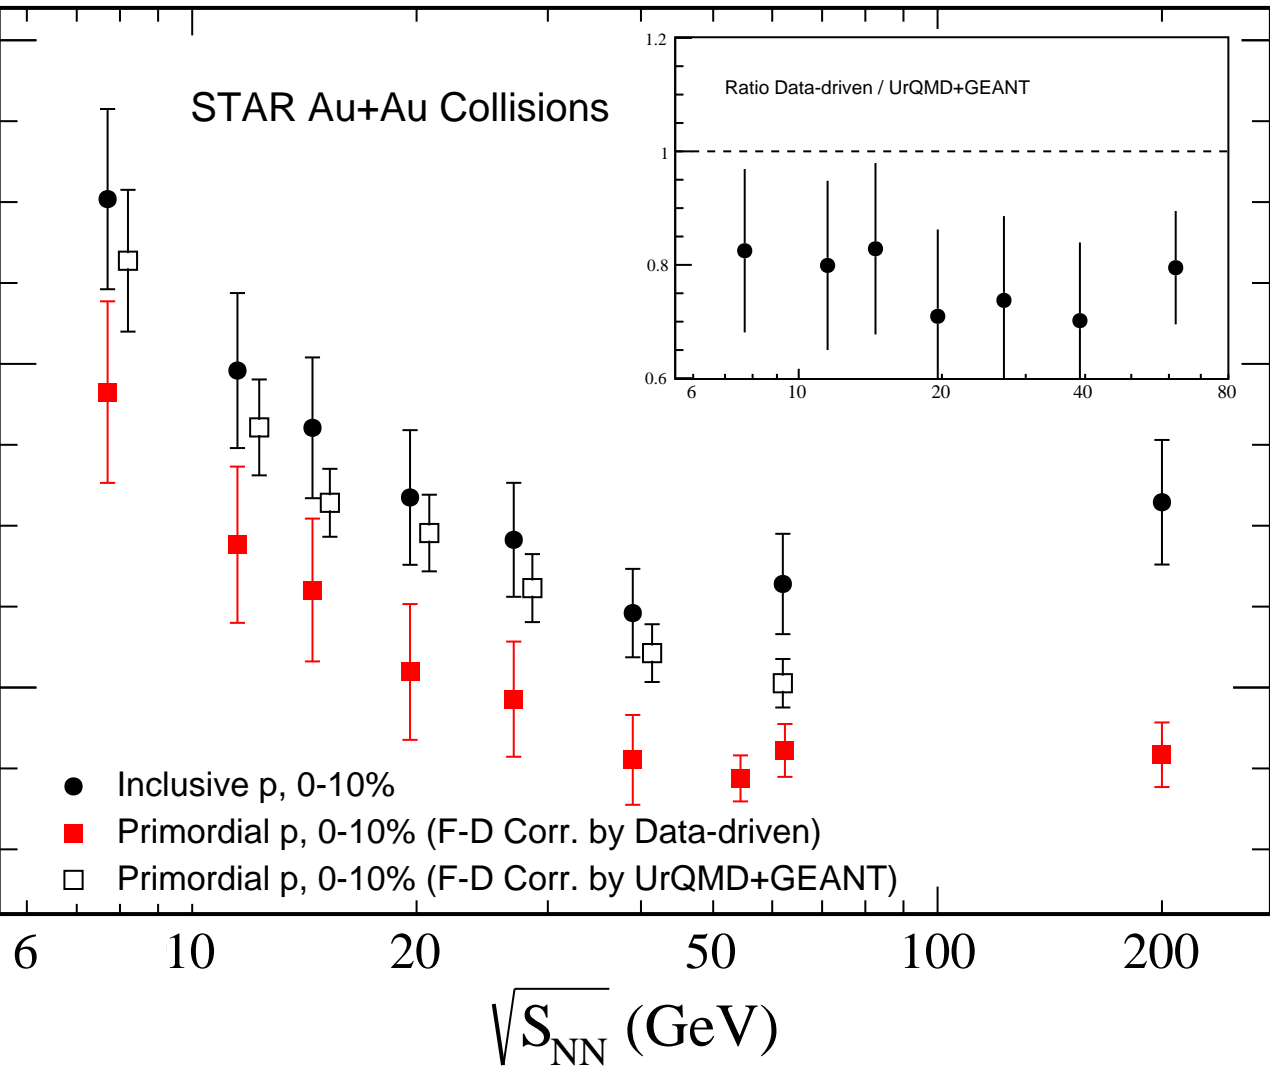 1.2
Ratio Data-driven / UrQMD+GEANT
STAR Au+Au Collisions
1
0.8
0.6
6 10 20 40 80
Inclusive p, 0-10%
Primordial p, 0-10% (F-D Corr. by Data-driven)
Primordial p, 0-10% (F-D Corr. by UrQMD+GEANT)
6 10 20 50 100 200
√S_NN (GeV)